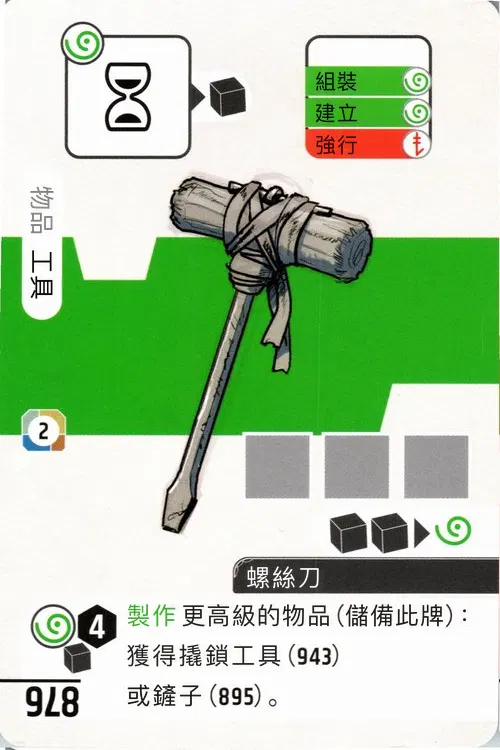 組裝
建立
強行
物品 工具
2
螺絲刀
4 製作 更高級的物品 (儲備此牌)：
獲得撬鎖工具 (943)
或鏟子 (895)。
876